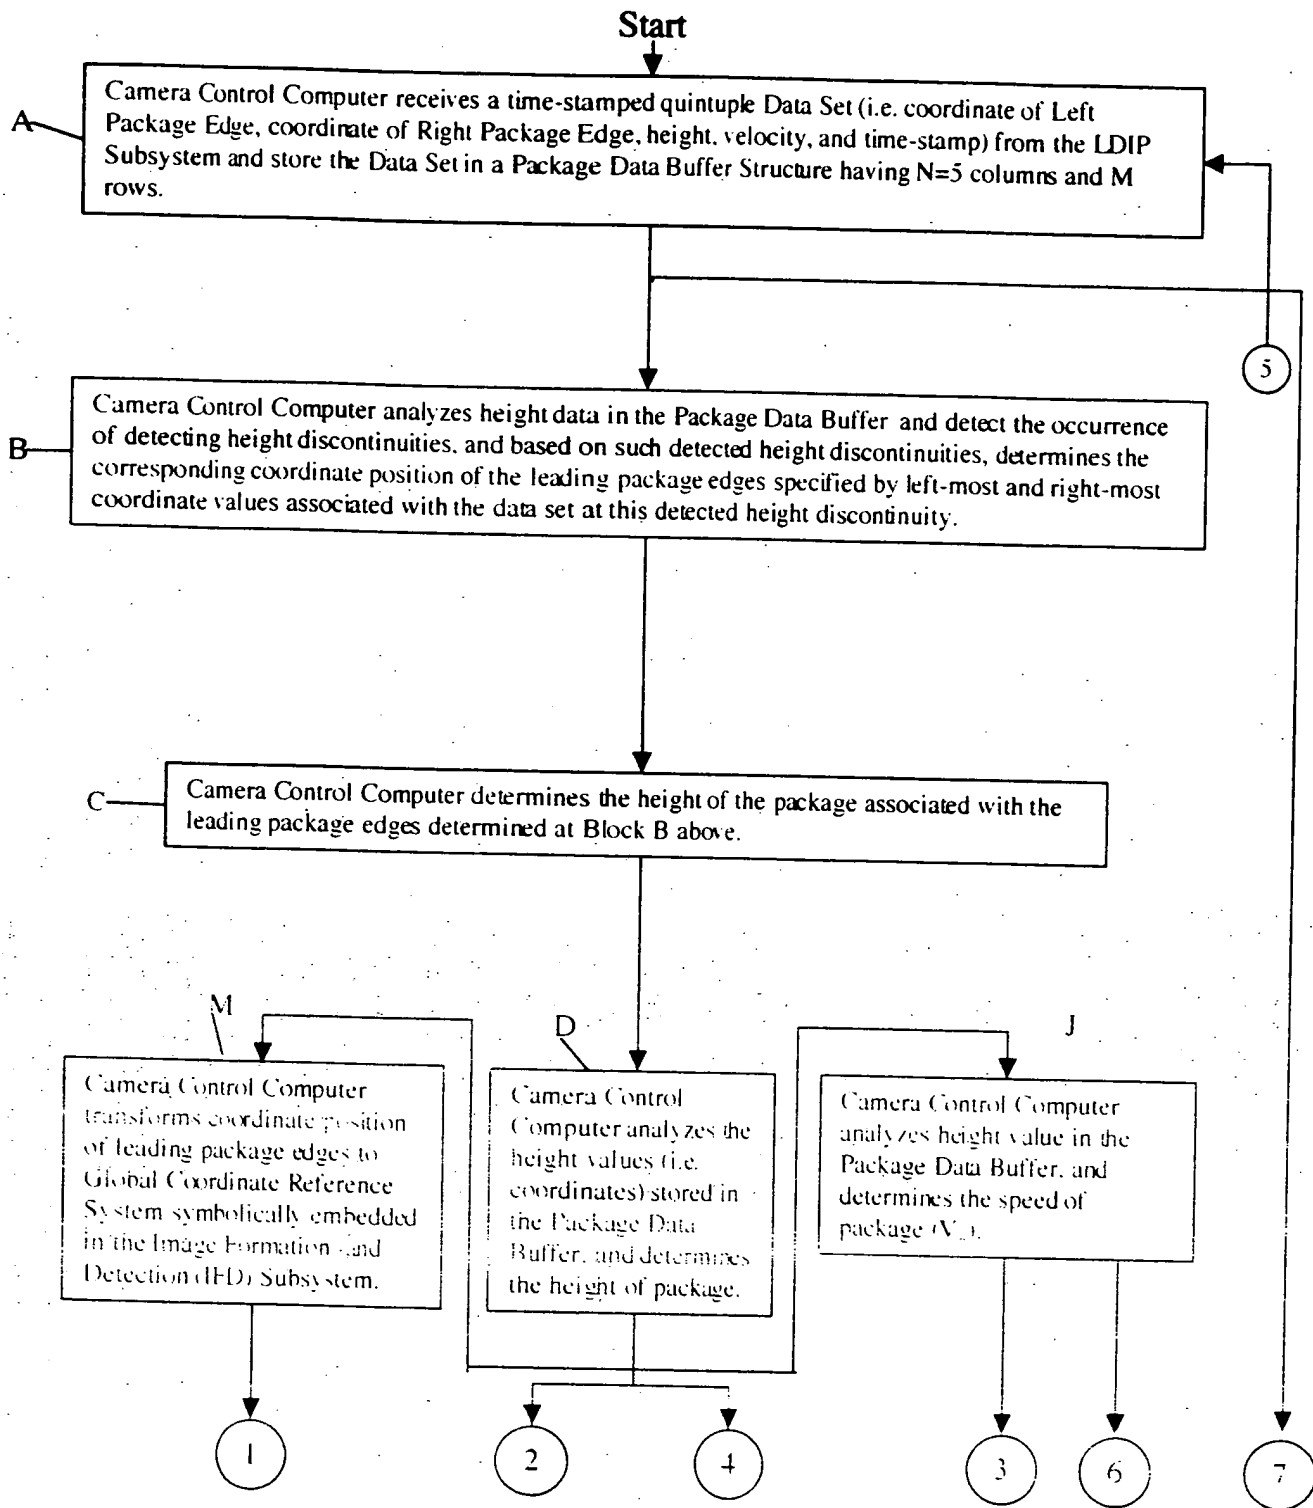 Start
A
Camera Control Computer receives a time-stamped quintuple Data Set (i.e. coordinate of Left
Package Edge, coordinate of Right Package Edge, height, velocity, and time-stamp) from the LDIP
Subsystem and store the Data Set in a Package Data Buffer Structure having N=5 columns and M
rows.
5
B
Camera Control Computer analyzes height data in the Package Data Buffer and detect the occurrence
of detecting height discontinuities, and based on such detected height discontinuities, determines the
corresponding coordinate position of the leading package edges specified by left-most and right-most
coordinate values associated with the data set at this detected height discontinuity.
C
Camera Control Computer determines the height of the package associated with the
leading package edges determined at Block B above.
M
Camera Control Computer
transforms coordinate position
of leading package edges to
Global Coordinate Reference
System symbolically embedded
in the Image Formation and
Detection (IFD) Subsystem.
D
Camera Control
Computer analyzes the
height values (i.e.
coordinates) stored in
the Package Data
Buffer, and determines
the height of package.
J
Camera Control Computer
analyzes height value in the
Package Data Buffer, and
determines the speed of
package
1
2
4
3
6
7